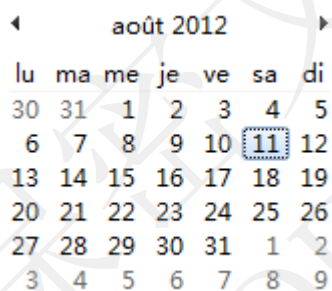 août 2012
lu ma me je ve sa di
30 31 1 2 3 4 5
6 7 8 9 10 11 12
13 14 15 16 17 18 19
20 21 22 23 24 25 26
27 28 29 30 31 1 2
3 4 5 6 7 8 9